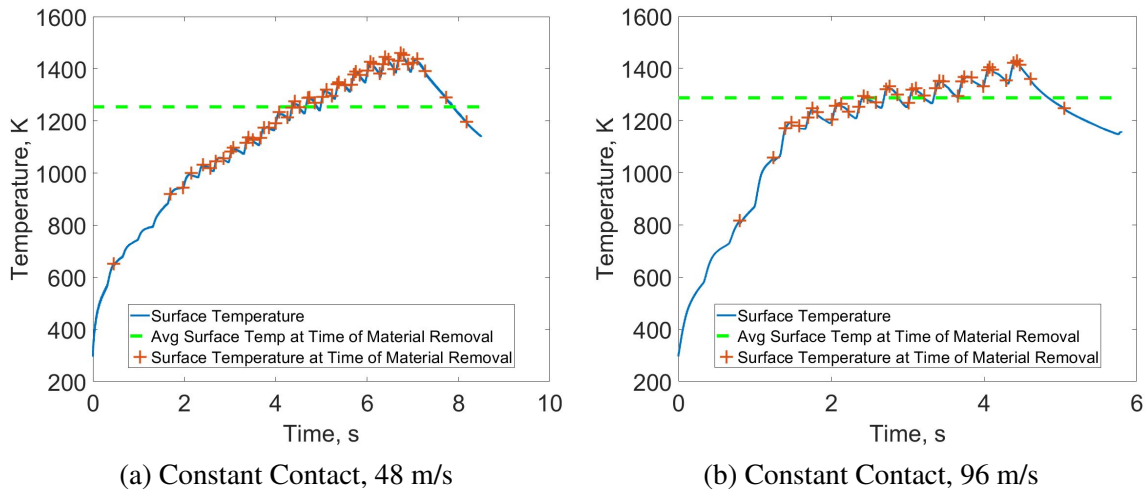 1600
1400
1200
1000
800
600
400
200
Temperature, K
0
2
4
6
8
10
Time, s
Surface Temperature
Avg Surface Temp at Time of Material Removal
Surface Temperature at Time of Material Removal
(a) Constant Contact, 48 m/s
1600
1400
1200
1000
800
600
400
200
Temperature, K
0
2
4
6
Time, s
Surface Temperature
Avg Surface Temp at Time of Material Removal
Surface Temperature at Time of Material Removal
(b) Constant Contact, 96 m/s